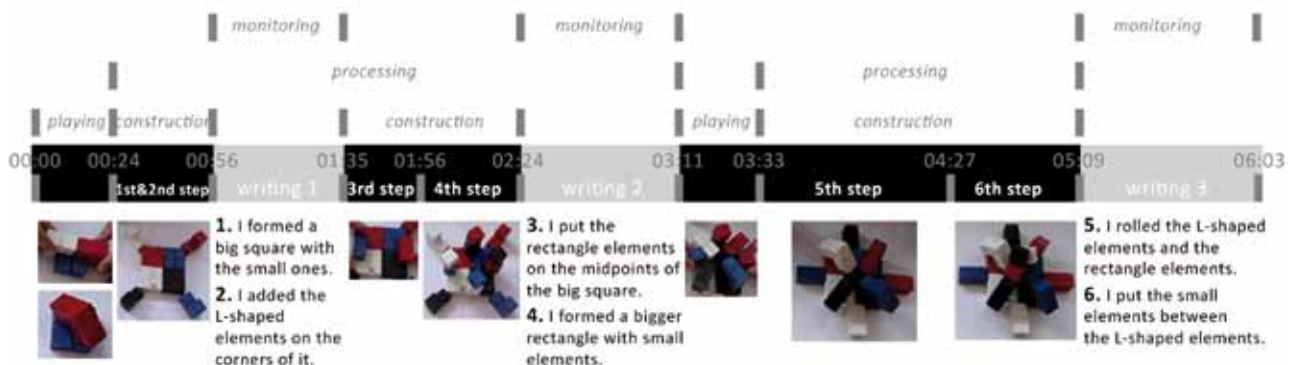 monitoring monitoring monitoring
processing processing
playing construction construction playing construction
00:00 00:24 00:56 01:35 01:56 02:24 03:11 03:33 04:27 05:09 06:03
1st&2nd step writing 1 3rd step 4th step writing 2 5th step 6th step writing 3
1. I formed a
big square with
the small ones.
2. I added the
L-shaped
elements on the
corners of it.
3. I put the
rectangle elements
on the midpoints of
the big square.
4. I formed a bigger
rectangle with small
elements.
5. I rolled the L-shaped
elements and the
rectangle elements.
6. I put the small
elements between
the L-shaped elements.